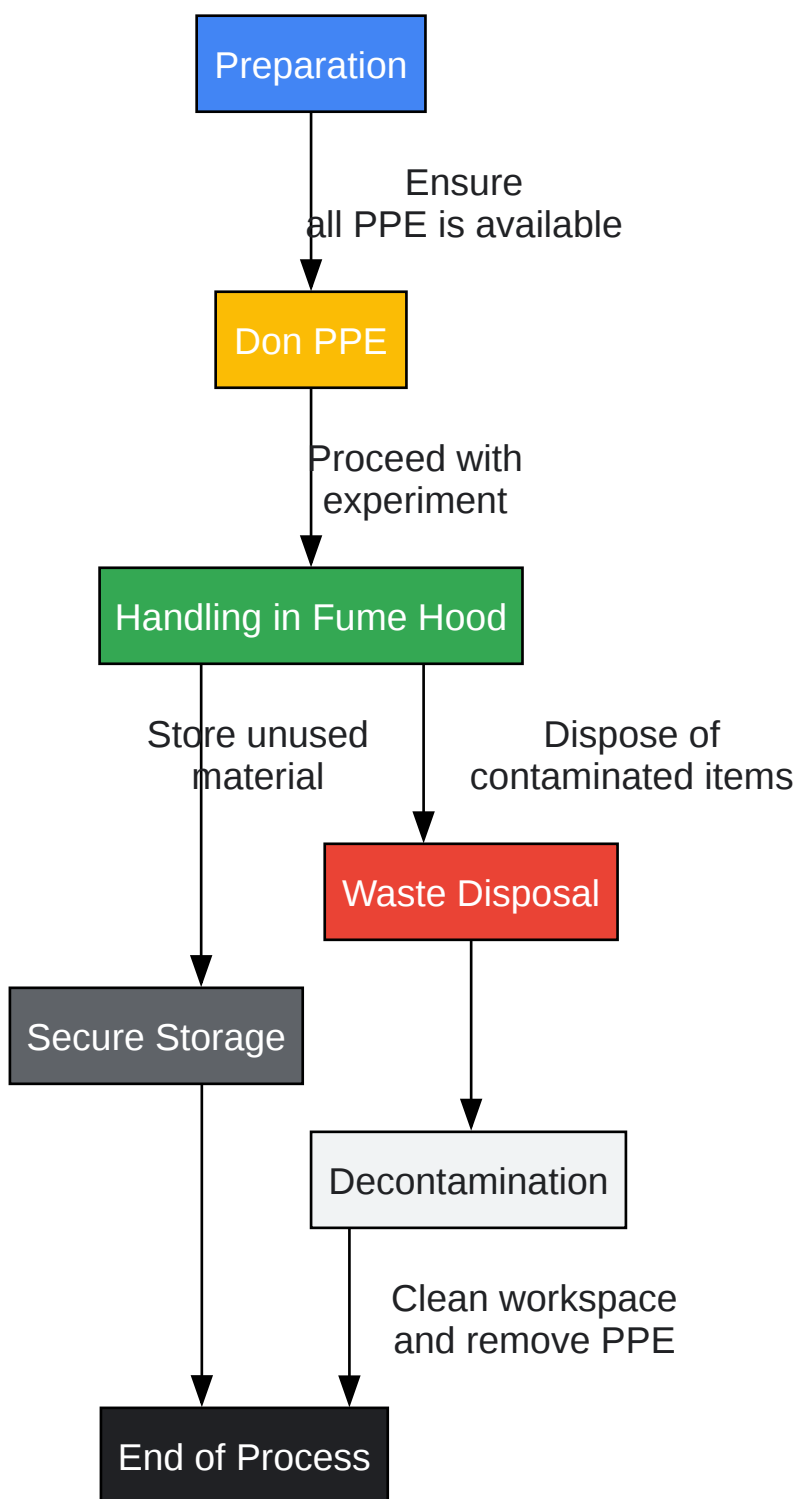 Preparation
Ensure
all PPE is available
Don PPE
Proceed with
experiment
Handling in Fume Hood
Store unused
material
Dispose of
contaminated items
Waste Disposal
Secure Storage
Decontamination
Clean workspace
and remove PPE
End of Process